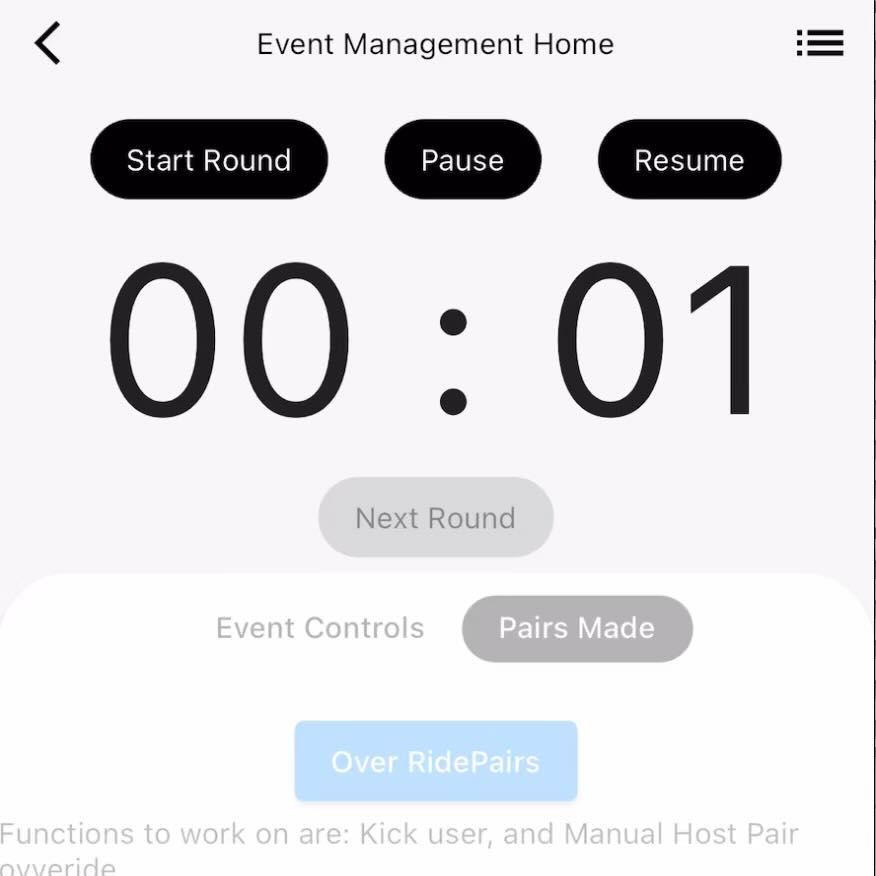 Event Management Home
Start Round Pause Resume
00 : 01
Next Round
Event Controls Pairs Made
Over RidePairs
Functions to work on are: Kick user, and Manual Host Pair
ovveride